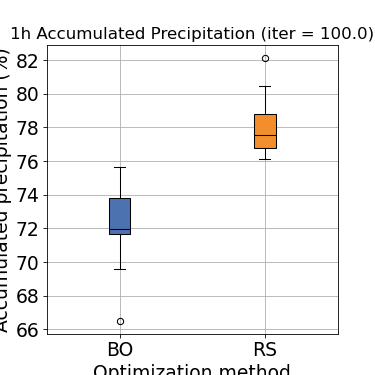 1h Accumulated Precipitation (iter = 100.0)
Accumulated precipitation (%)
82
80
78
76
74
72
70
68
66
BO RS
Optimization method